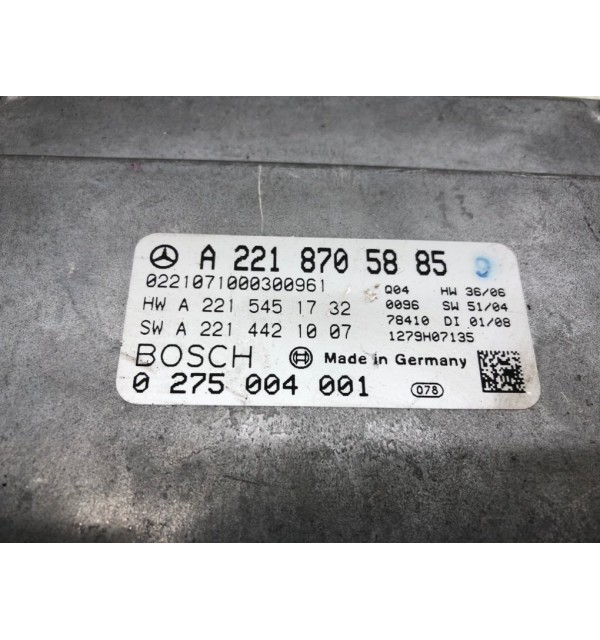 A 221 870 58 85
0221071000300961
HW A 221 545 17 32
SW A 221 442 10 07
Q04 HW 36/06
0096 SW 51/04
78410 DI 01/08
1279H07135
BOSCH Made in Germany
0 275 004 001
078